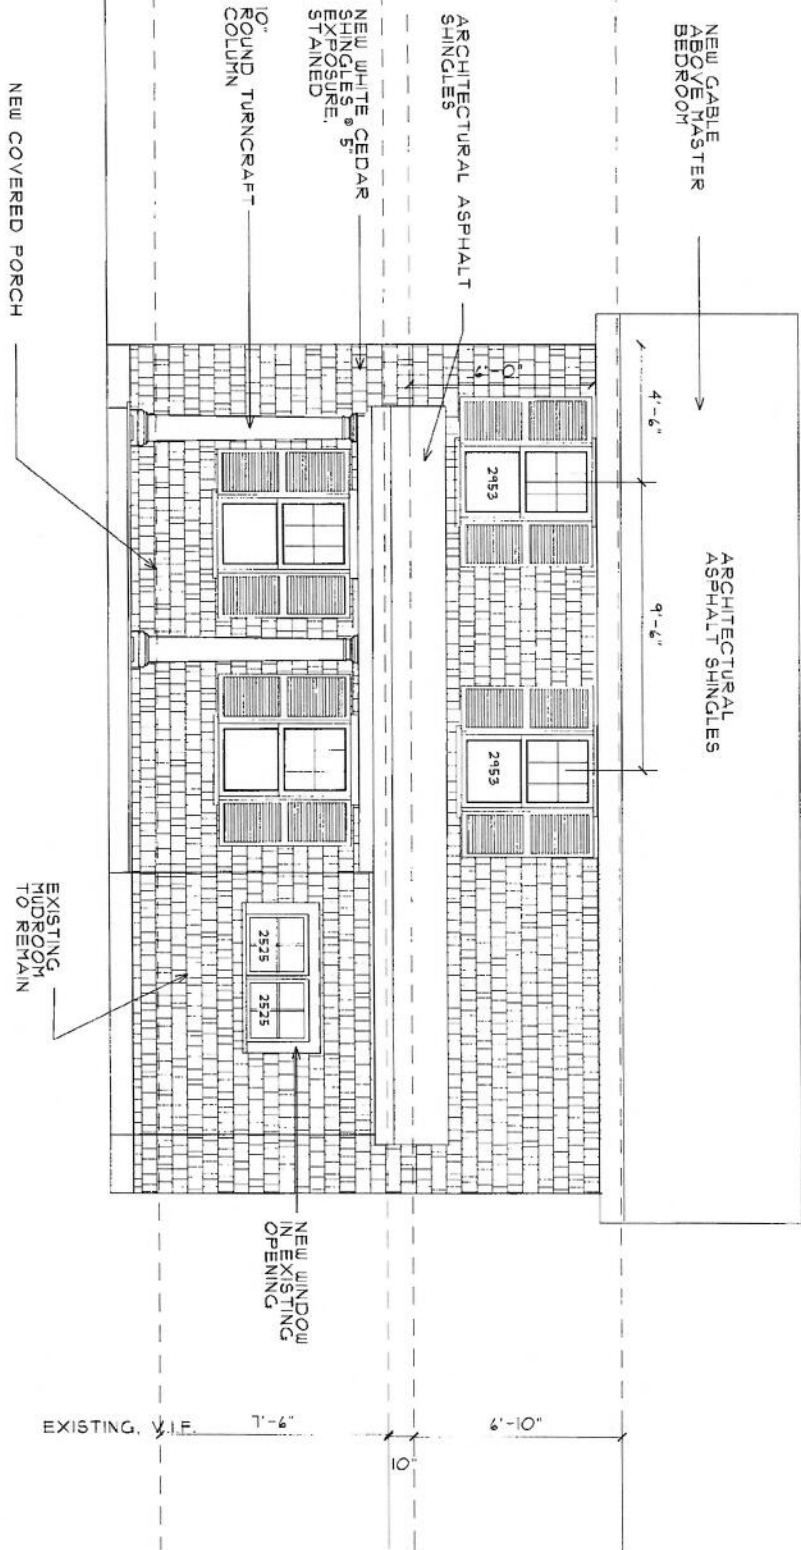 NEW GABLE
ABOVE MASTER
BEDROOM
ARCHITECTURAL
ASPHALT SHINGLES
4'-6"
9'-6"
6'-0"
2953
2953
ARCHITECTURAL ASPHALT
SHINGLES
NEW WHITE CEDAR
SHINGLES @ 5"
EXPOSURE,
STAINED
10"
ROUND TURNCRAFT
COLUMN
NEW COVERED PORCH
2525
2525
EXISTING
MUDROOM
TO REMAIN
NEW WINDOW
IN EXISTING
OPENING
6'-10"
10"
7'-6"
EXISTING, V.I.F.